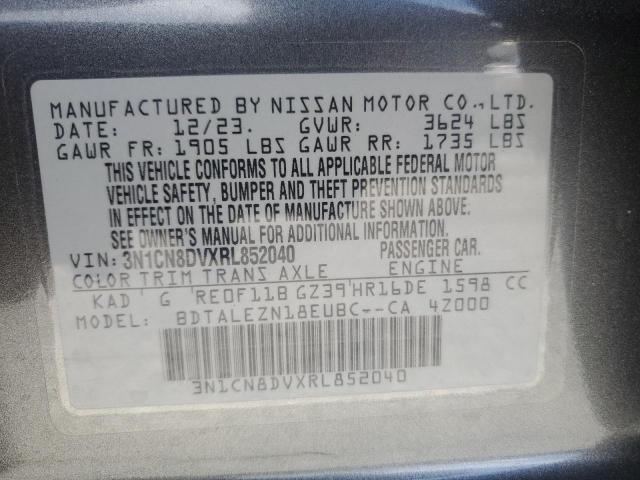 MANUFACTURED BY NISSAN MOTOR CO.,LTD.
DATE: 12/23. GVWR: 3624 LBS
GAWR FR: 1905 LBS GAWR RR: 1735 LBS
THIS VEHICLE CONFORMS TO ALL APPLICABLE FEDERAL MOTOR
VEHICLE SAFETY, BUMPER AND THEFT PREVENTION STANDARDS
IN EFFECT ON THE DATE OF MANUFACTURE SHOWN ABOVE.
SEE OWNER'S MANUAL FOR ADDITIONAL INFORMATION.
VIN: 3N1CN8DVXRL852040 PASSENGER CAR.
COLOR TRIM TRANS AXLE ENGINE
KAD G RE0F11B GZ39 HR16DE 1598 CC
MODEL: BDTALEZN18EUBC--CA 4Z000
3N1CN8DVXRL852040